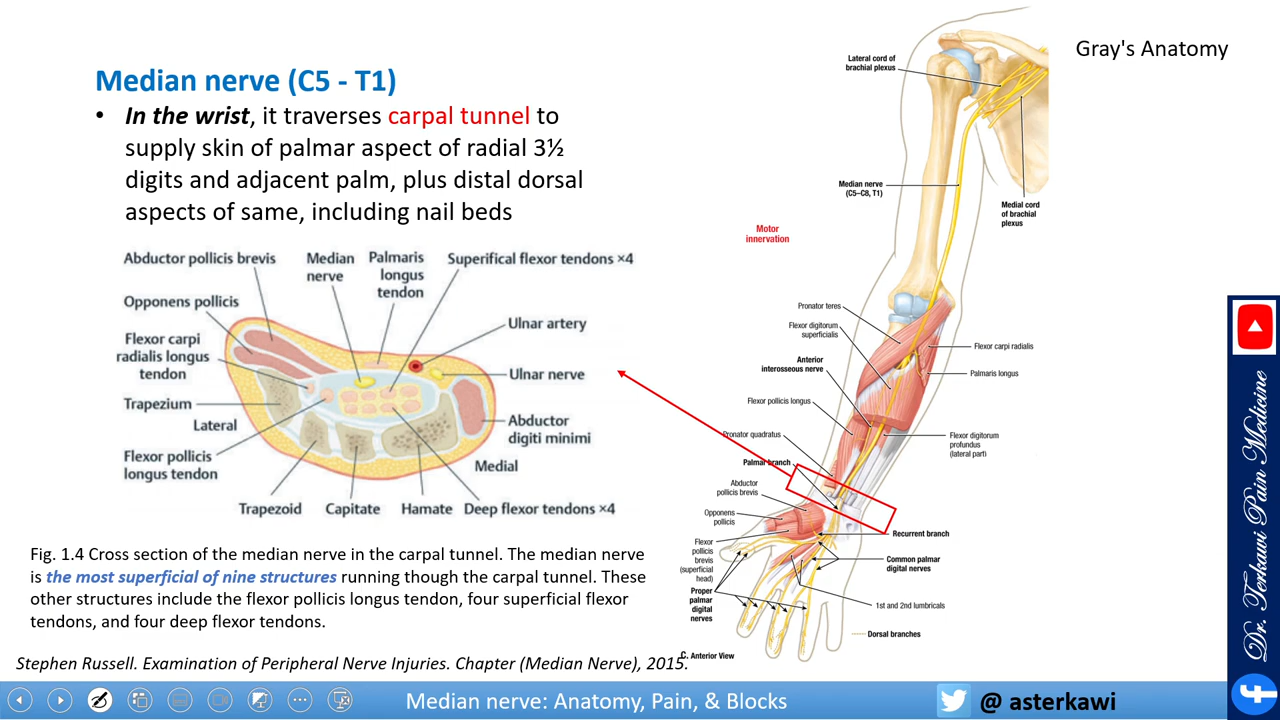 Gray's Anatomy
Median nerve (C5 - T1)
• In the wrist, it traverses carpal tunnel to
supply skin of palmar aspect of radial 3½
digits and adjacent palm, plus distal dorsal
aspects of same, including nail beds
Abductor pollicis brevis
Median
nerve
Palmaris
longus
tendon
Superifical flexor tendons ×4
Opponens pollicis
Ulnar artery
Flexor carpi
radialis longus
tendon
Ulnar nerve
Trapezium
Lateral
Abductor
digiti minimi
Flexor pollicis
longus tendon
Medial
Trapezoid
Capitate
Hamate
Deep flexor tendons ×4
Fig. 1.4 Cross section of the median nerve in the carpal tunnel. The median nerve
is the most superficial of nine structures running though the carpal tunnel. These
other structures include the flexor pollicis longus tendon, four superficial flexor
tendons, and four deep flexor tendons.
Stephen Russell. Examination of Peripheral Nerve Injuries. Chapter (Median Nerve), 2015.
Lateral cord of
brachial plexus
Median nerve
(C5–C8, T1)
Medial cord
of brachial
plexus
Motor
innervation
Pronator teres
Flexor digitorum
superficialis
Flexor carpi radialis
Anterior
interosseous nerve
Palmaris longus
Flexor pollicis longus
Pronator quadratus
Flexor digitorum
profundus
(lateral part)
Palmar branch
Abductor
pollicis brevis
Opponens
pollicis
Recurrent branch
Flexor
pollicis
brevis
(superficial
head)
Common palmar
digital nerves
Proper
palmar
digital
nerves
1st and 2nd lumbricals
Dorsal branches
C. Anterior View
Dr. Terkawi Pain Medicine
Median nerve: Anatomy, Pain, & Blocks
@ asterkawi